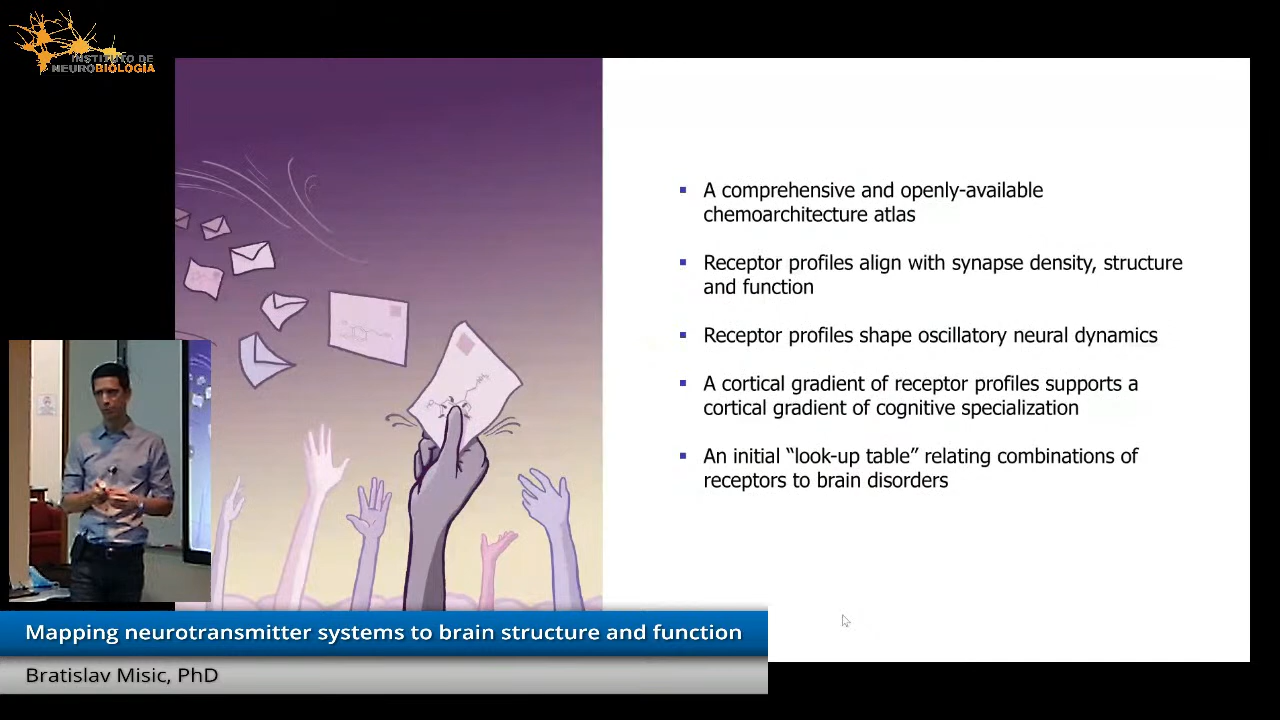 INSTITUTO DE
NEUROBIOLOGÍA
A comprehensive and openly-available
chemoarchitecture atlas
Receptor profiles align with synapse density, structure
and function
Receptor profiles shape oscillatory neural dynamics
A cortical gradient of receptor profiles supports a
cortical gradient of cognitive specialization
An initial “look-up table” relating combinations of
receptors to brain disorders
Mapping neurotransmitter systems to brain structure and function
Bratislav Misic, PhD